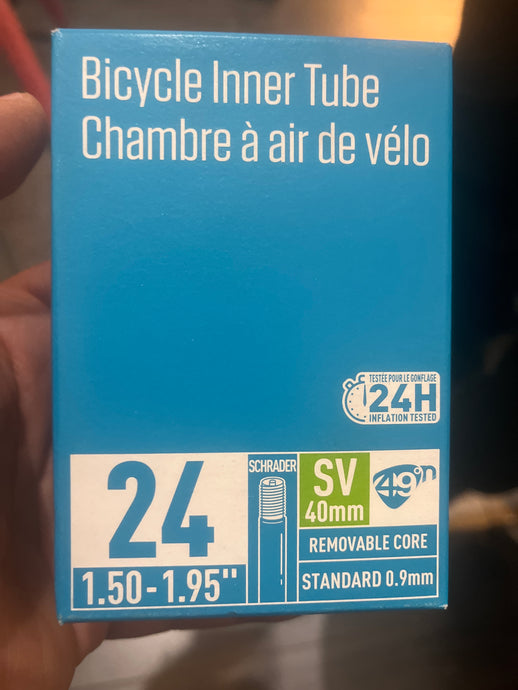 Bicycle Inner Tube
Chambre à air de vélo
TESTÉE POUR LE GONFLAGE
24H
INFLATION TESTED
24
1.50-1.95"
SCHRADER
SV
40mm
49°N
REMOVABLE CORE
STANDARD 0.9mm